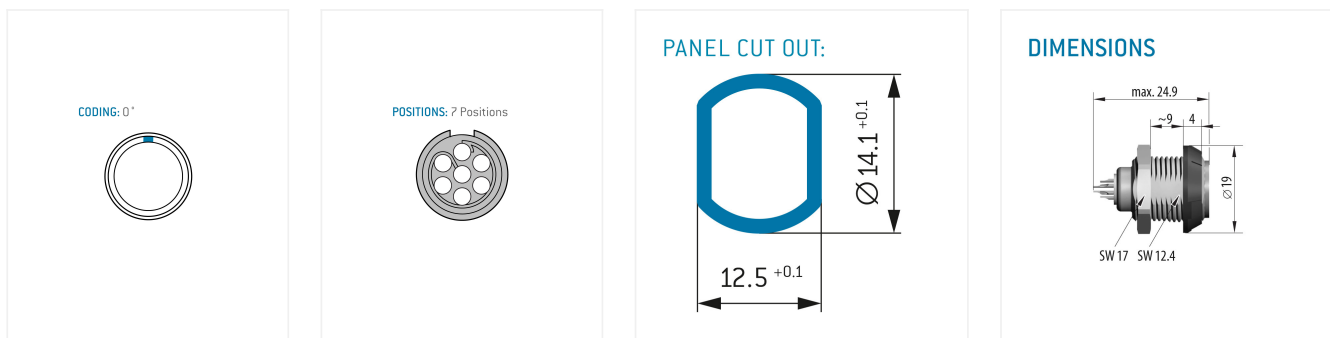 CODING: 0°
POSITIONS: 7 Positions
PANEL CUT OUT:
Ø 14.1 +0.1
12.5 +0.1
DIMENSIONS
max. 24.9
~9
4
Ø 19
SW 17
SW 12.4